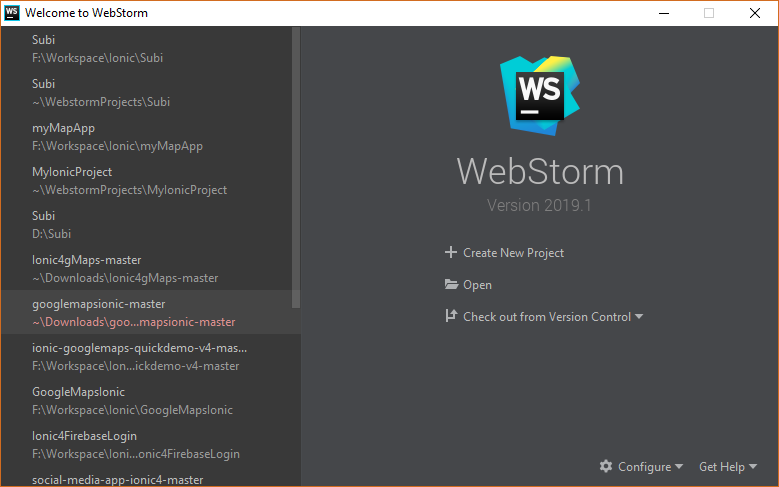 Welcome to WebStorm
Subi
F:\Workspace\Ionic\Subi
Subi
~\WebstormProjects\Subi
myMapApp
F:\Workspace\Ionic\myMapApp
MyIonicProject
~\WebstormProjects\MyIonicProject
Subi
D:\Subi
Ionic4gMaps-master
~\Downloads\Ionic4gMaps-master
googlemapsionic-master
~\Downloads\goo...mapsionic-master
ionic-googlemaps-quickdemo-v4-mas...
F:\Workspace\Ion...ickdemo-v4-master
GoogleMapsIonic
F:\Workspace\Ionic\GoogleMapsIonic
Ionic4FirebaseLogin
F:\Workspace\Ioni...onic4FirebaseLogin
social-media-app-ionic4-master
WS
WebStorm
Version 2019.1
Create New Project
Open
Check out from Version Control
Configure
Get Help